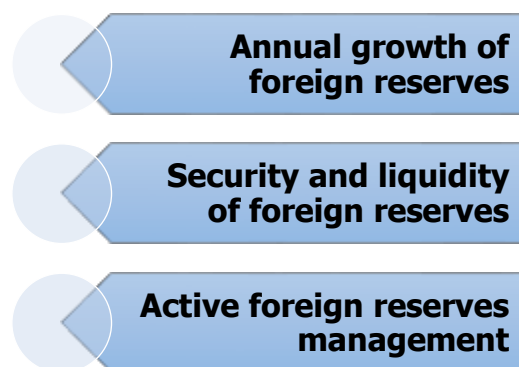 Annual growth of
foreign reserves
Security and liquidity
of foreign reserves
Active foreign reserves
management